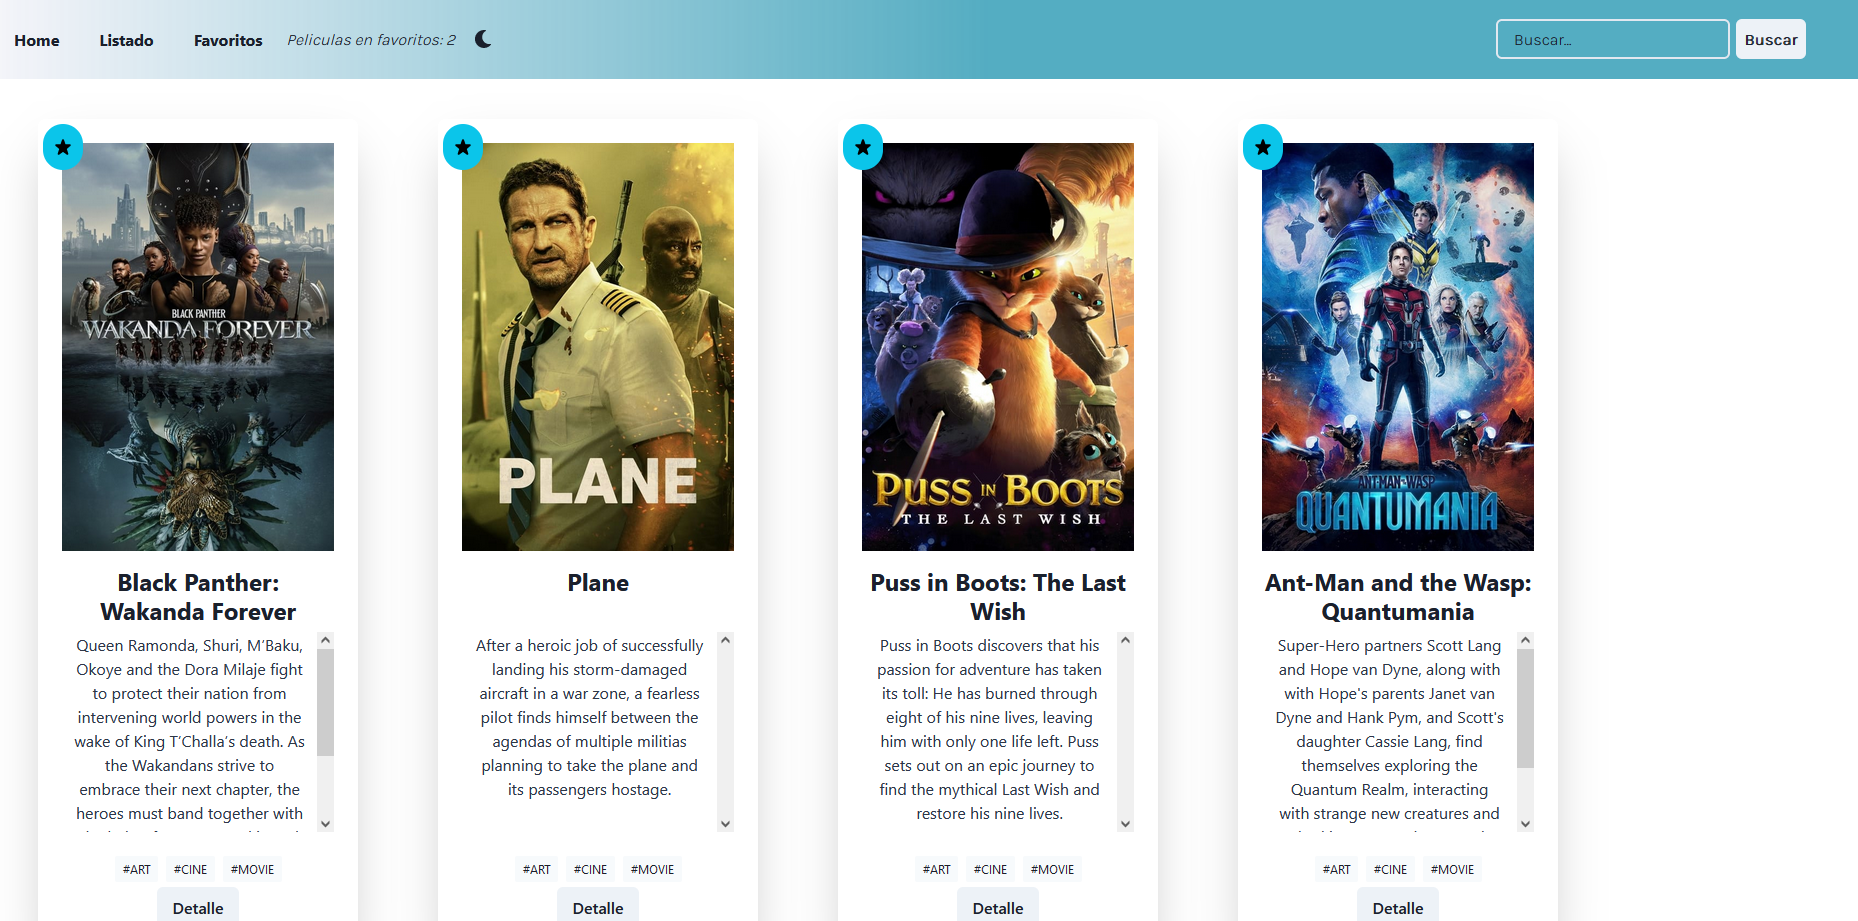 Home
Listado
Favoritos
Peliculas en favoritos: 2
Buscar...
Buscar
BLACK PANTHER
WAKANDA FOREVER
PLANE
PUSS IN BOOTS
THE LAST WISH
ANT-MAN AND THE WASP
QUANTUMANIA
Black Panther:
Wakanda Forever
Queen Ramonda, Shuri, M’Baku,
Okoye and the Dora Milaje fight
to protect their nation from
intervening world powers in the
wake of King T’Challa’s death. As
the Wakandans strive to
embrace their next chapter, the
heroes must band together with
#ART
#CINE
#MOVIE
Detalle
Plane
After a heroic job of successfully
landing his storm-damaged
aircraft in a war zone, a fearless
pilot finds himself between the
agendas of multiple militias
planning to take the plane and
its passengers hostage.
#ART
#CINE
#MOVIE
Detalle
Puss in Boots: The Last
Wish
Puss in Boots discovers that his
passion for adventure has taken
its toll: He has burned through
eight of his nine lives, leaving
him with only one life left. Puss
sets out on an epic journey to
find the mythical Last Wish and
restore his nine lives.
#ART
#CINE
#MOVIE
Detalle
Ant-Man and the Wasp:
Quantumania
Super-Hero partners Scott Lang
and Hope van Dyne, along with
with Hope's parents Janet van
Dyne and Hank Pym, and Scott's
daughter Cassie Lang, find
themselves exploring the
Quantum Realm, interacting
with strange new creatures and
#ART
#CINE
#MOVIE
Detalle